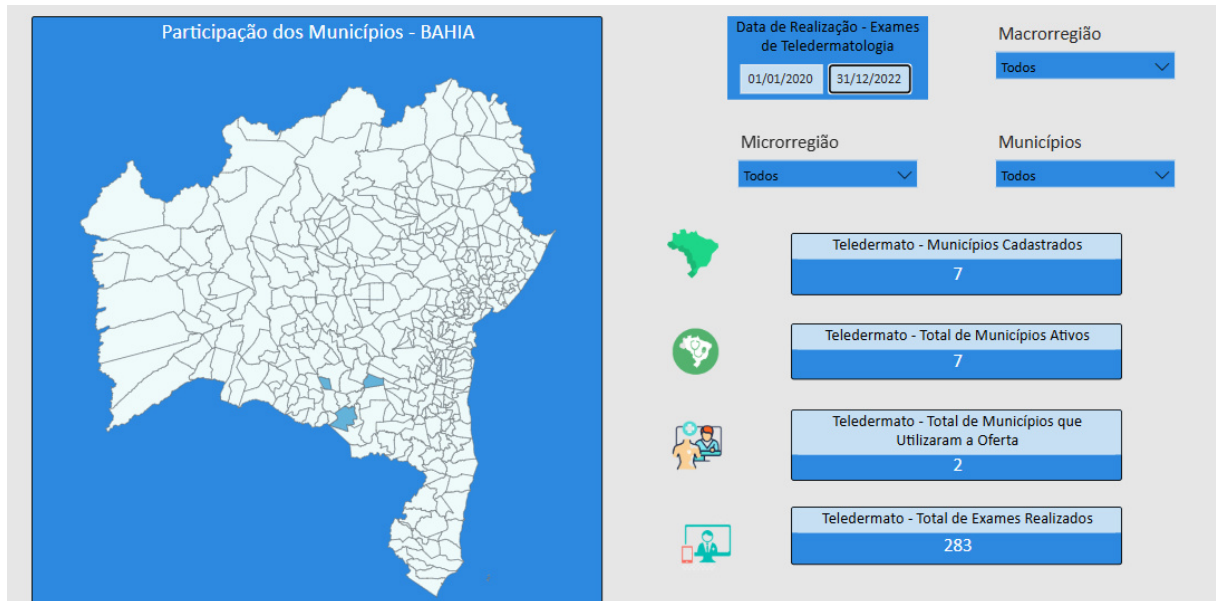 Participação dos Municípios - BAHIA
Data de Realização - Exames
de Teledermatologia
01/01/2020
31/12/2022
Macrorregião
Todos
Microrregião
Todos
Municípios
Todos
Teledermato - Municípios Cadastrados
7
Teledermato - Total de Municípios Ativos
7
Teledermato - Total de Municípios que
Utilizaram a Oferta
2
Teledermato - Total de Exames Realizados
283